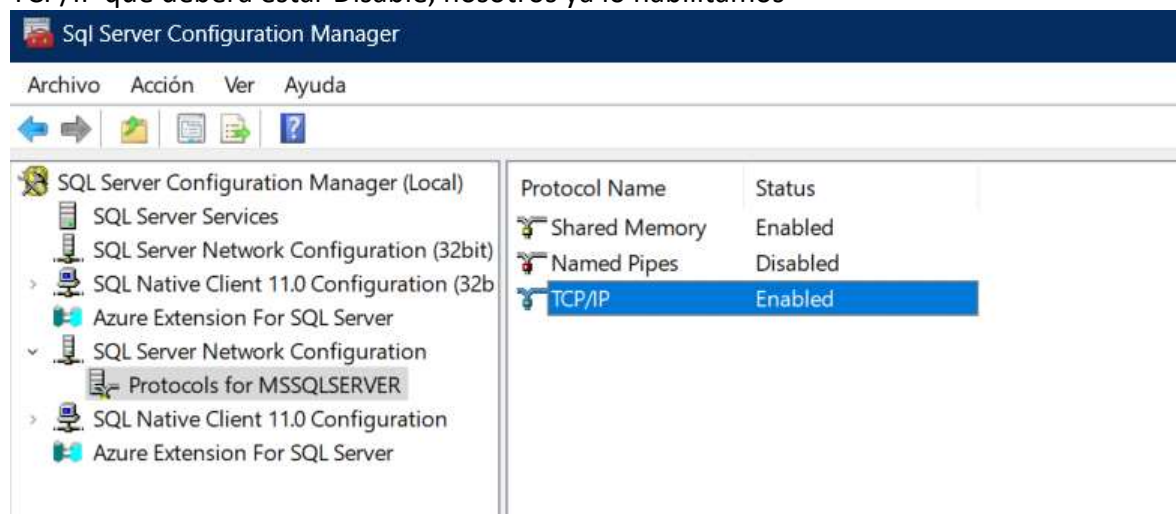 TCP/IP que deberá estar Disable, nosotros ya lo habilitamos
Sql Server Configuration Manager
Archivo Acción Ver Ayuda
SQL Server Configuration Manager (Local)
SQL Server Services
SQL Server Network Configuration (32bit)
SQL Native Client 11.0 Configuration (32b
Azure Extension For SQL Server
SQL Server Network Configuration
Protocols for MSSQLSERVER
SQL Native Client 11.0 Configuration
Azure Extension For SQL Server
Protocol Name Status
Shared Memory Enabled
Named Pipes Disabled
TCP/IP Enabled